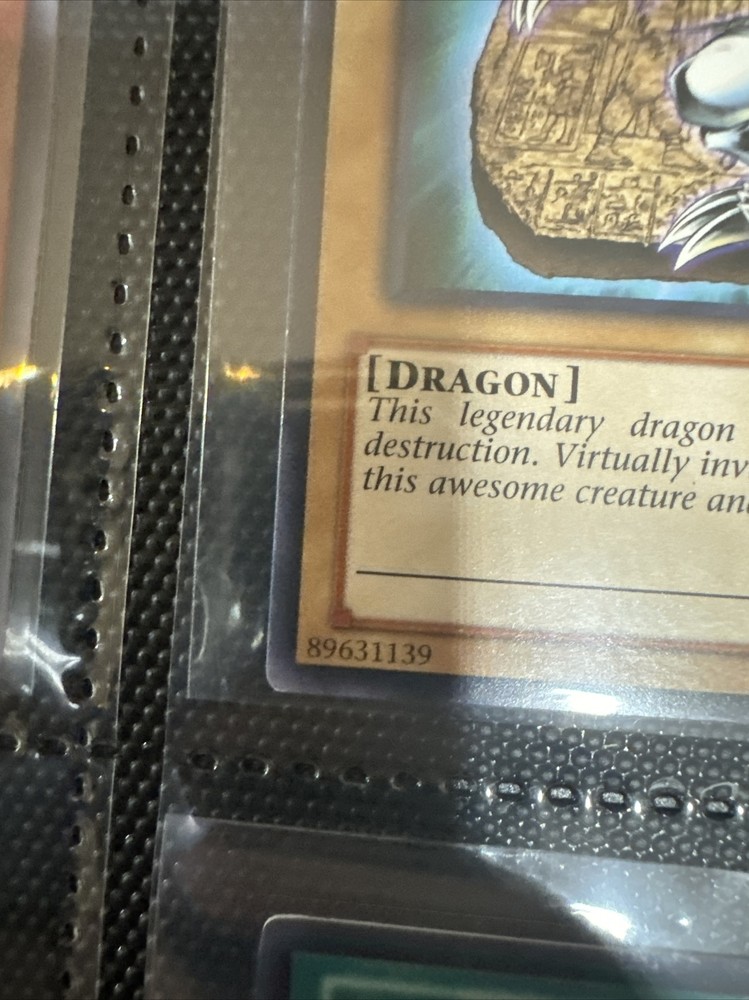 [DRAGON]
This legendary dragon
destruction. Virtually inv
this awesome creature an
89631139